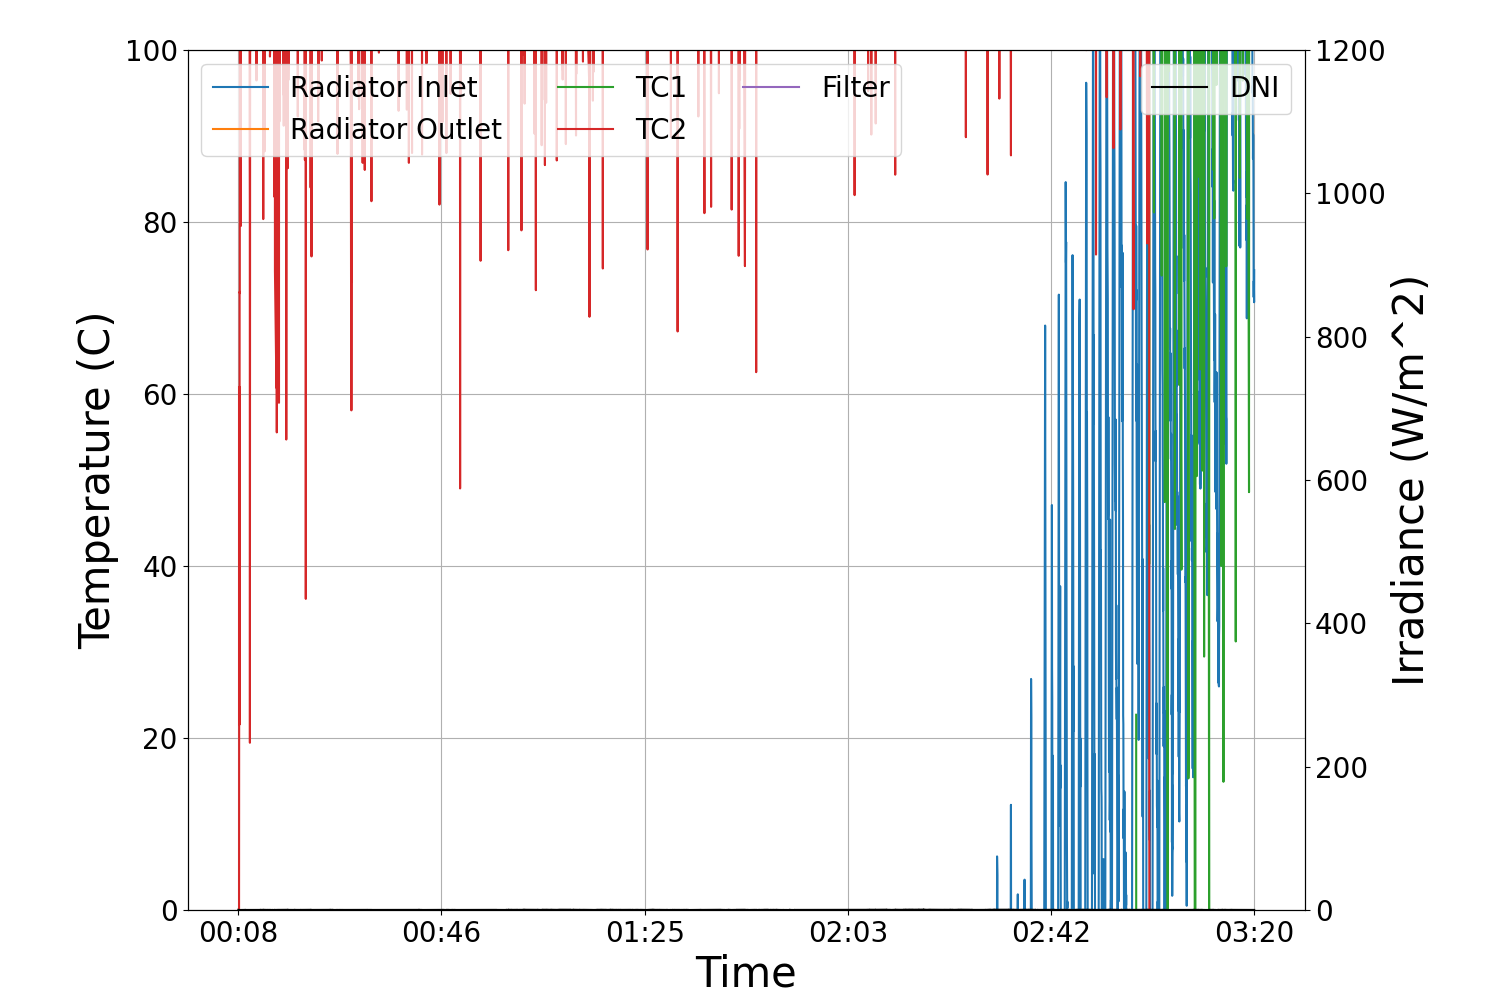 Radiator Inlet
Radiator Outlet
TC1
TC2
Filter
DNI
Temperature (C)
100
80
60
40
20
0
Irradiance (W/m^2)
1200
1000
800
600
400
200
0
00:08
00:46
01:25
02:03
02:42
03:20
Time